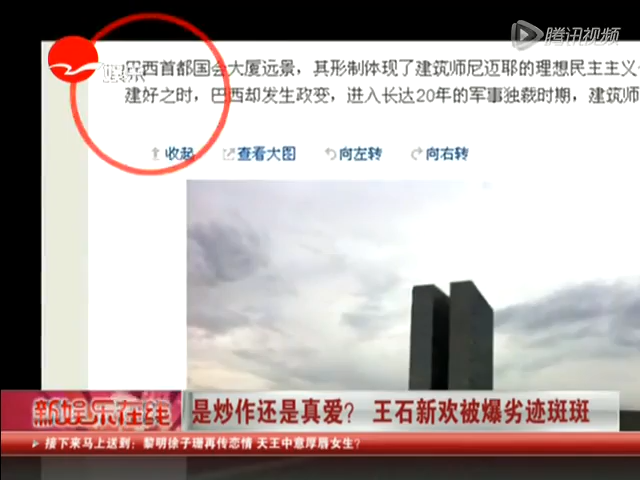 腾讯视频
娱乐
巴西首都国会大厦远景，其形制体现了建筑师尼迈耶的理想民主主义
建好之时，巴西却发生政变，进入长达20年的军事独裁时期，建筑师
收起 查看大图 向左转 向右转
新娱乐在线
是炒作还是真爱？ 王石新欢被爆劣迹斑斑
接下来马上送到：黎明徐子珊再传恋情 天王中意厚唇女生？